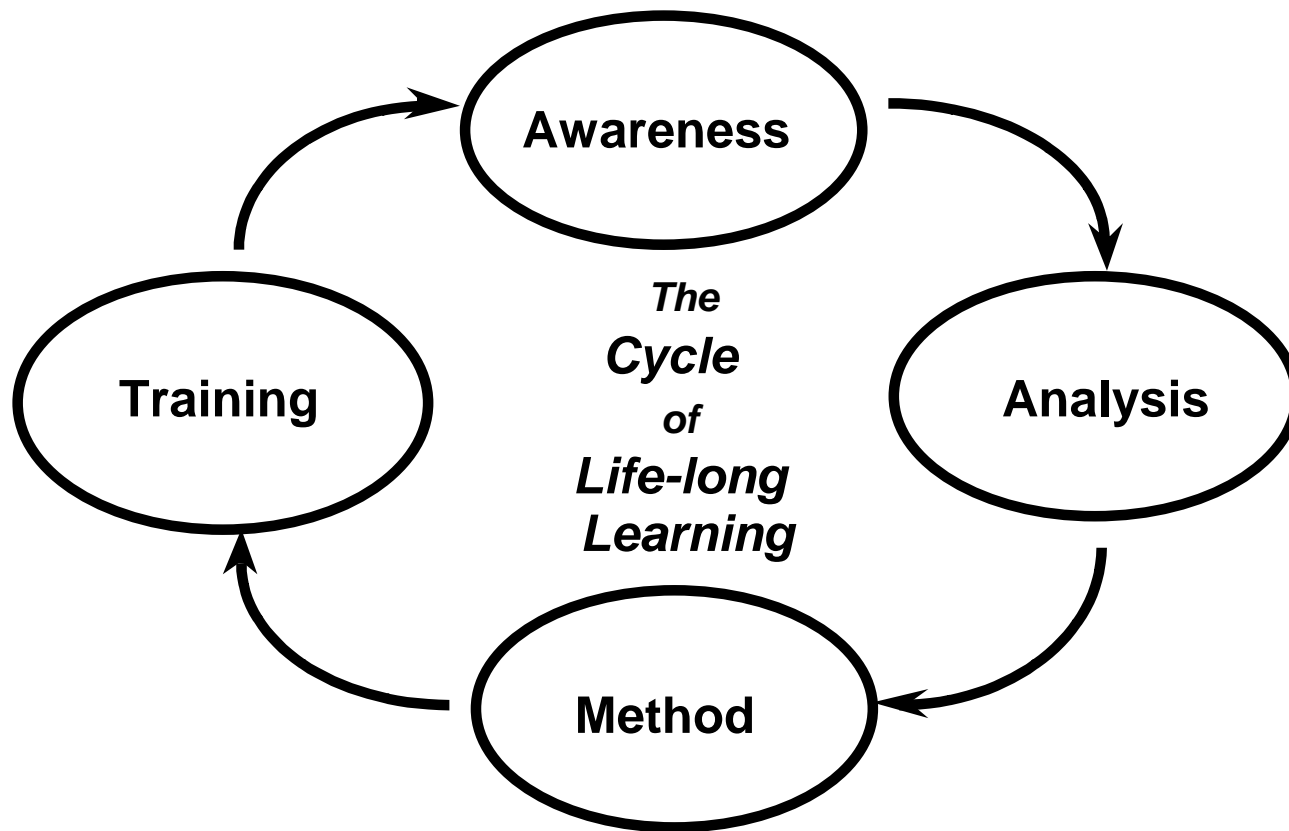 Awareness
The
Cycle
of
Life-long
Learning
Training
Analysis
Method